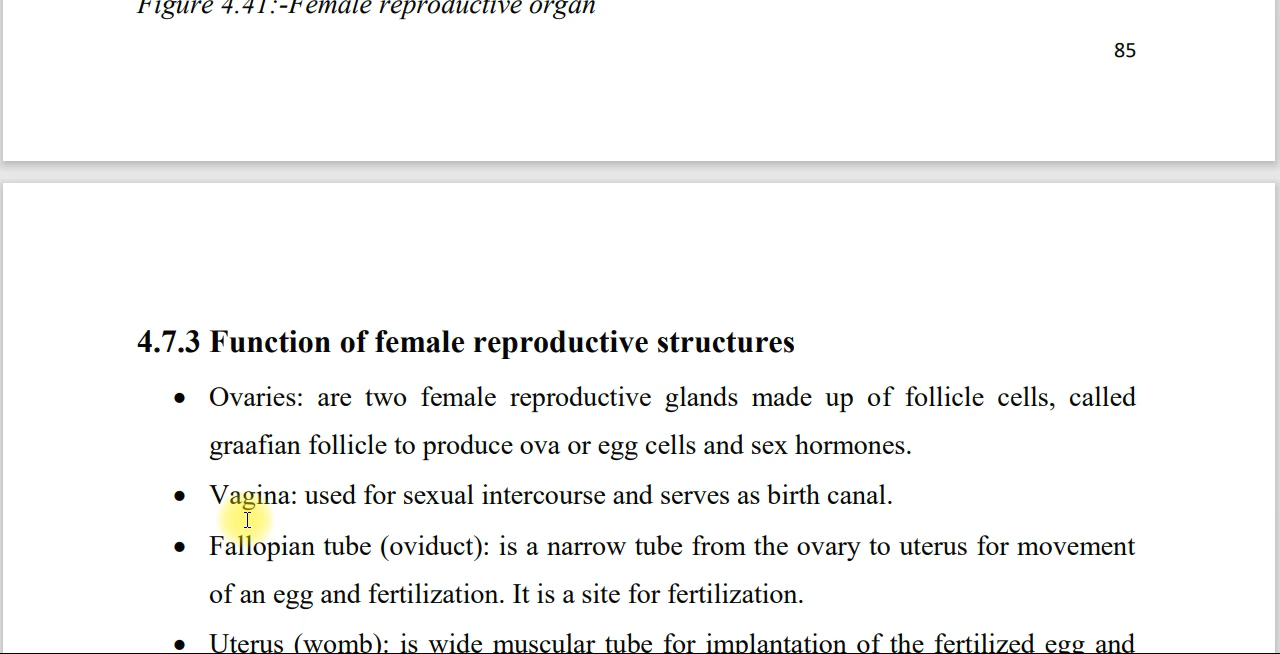 Figure 4.41:-Female reproductive organ
85
4.7.3 Function of female reproductive structures
• Ovaries: are two female reproductive glands made up of follicle cells, called
graafian follicle to produce ova or egg cells and sex hormones.
• Vagina: used for sexual intercourse and serves as birth canal.
• Fallopian tube (oviduct): is a narrow tube from the ovary to uterus for movement
of an egg and fertilization. It is a site for fertilization.
• Uterus (womb): is wide muscular tube for implantation of the fertilized egg and